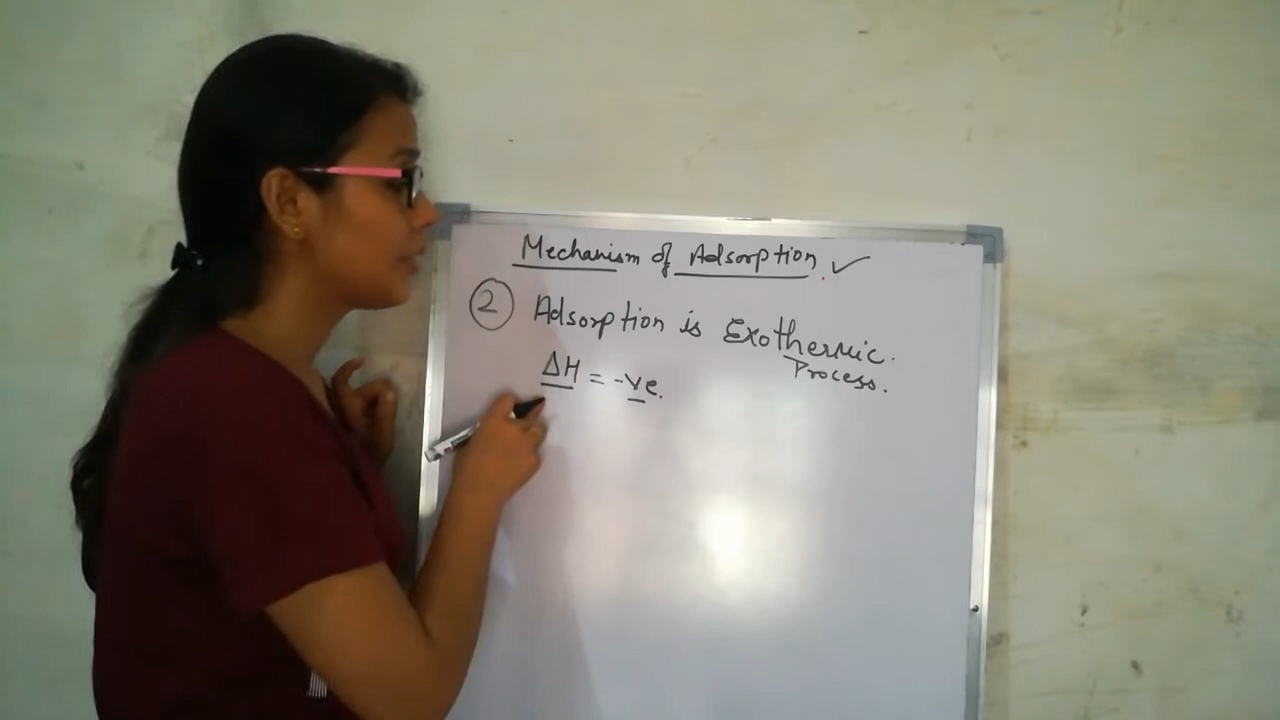 Mechanism of Adsorption. ✓
② Adsorption is Exothermic.
Process.
ΔH = -ve.